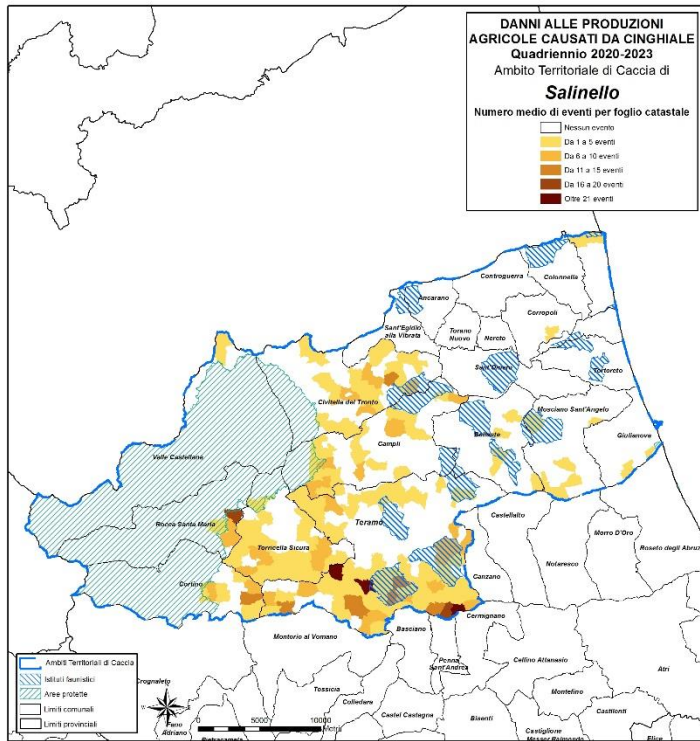 DANNI ALLE PRODUZIONI
AGRICOLE CAUSATI DA CINGHIALE
Quadriennio 2020-2023
Ambito Territoriale di Caccia di
Salinello
Numero medio di eventi per foglio catastale
Nessun evento
Da 1 a 5 eventi
Da 6 a 10 eventi
Da 11 a 15 eventi
Da 16 a 20 eventi
Oltre 21 eventi
Controguerra
Colonnella
Ancarano
Corropoli
Sant'Egidio
alla Vibrata
Torano
Nuovo
Nereto
Sant'Omero
Tortoreto
Civitella del Tronto
Mosciano Sant'Angelo
Campli
Bellante
Giulianova
Valle Castellana
Rocca Santa Maria
Teramo
Castellalto
Torricella Sicura
Morro D'Oro
Notaresco
Roseto degli Abruz
Canzano
Cortino
Cermignano
Montorio al Vomano
Basciano
Penna
Sant'Andrea
Cellino Attanasio
Atri
Crognaleto
Tossicia
Montefino
Colledara
Castilenti
Fano
Adriano
Castel Castagna
Bisenti
Castiglione
Messer Raimondo
Elice
Pietracamela
Ambiti Territoriali di Caccia
Istituti faunistici
Aree protette
Limiti comunali
Limiti provinciali
0 5000 10000
Metri